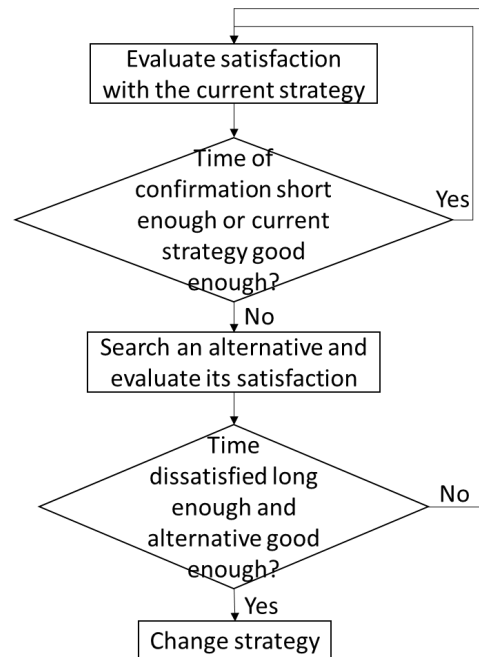 Evaluate satisfaction
with the current strategy
Time of
confirmation short
enough or current
strategy good
enough?
Yes
No
Search an alternative and
evaluate its satisfaction
Time
dissatisfied long
enough and
alternative good
enough?
No
Yes
Change strategy